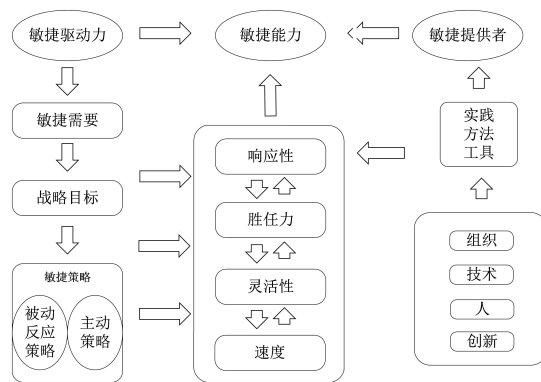 敏捷驱动力
敏捷能力
敏捷提供者
敏捷需要
战略目标
敏捷策略
被动
反应
策略
主动
策略
响应性
胜任力
灵活性
速度
实践
方法
工具
组织
技术
人
创新